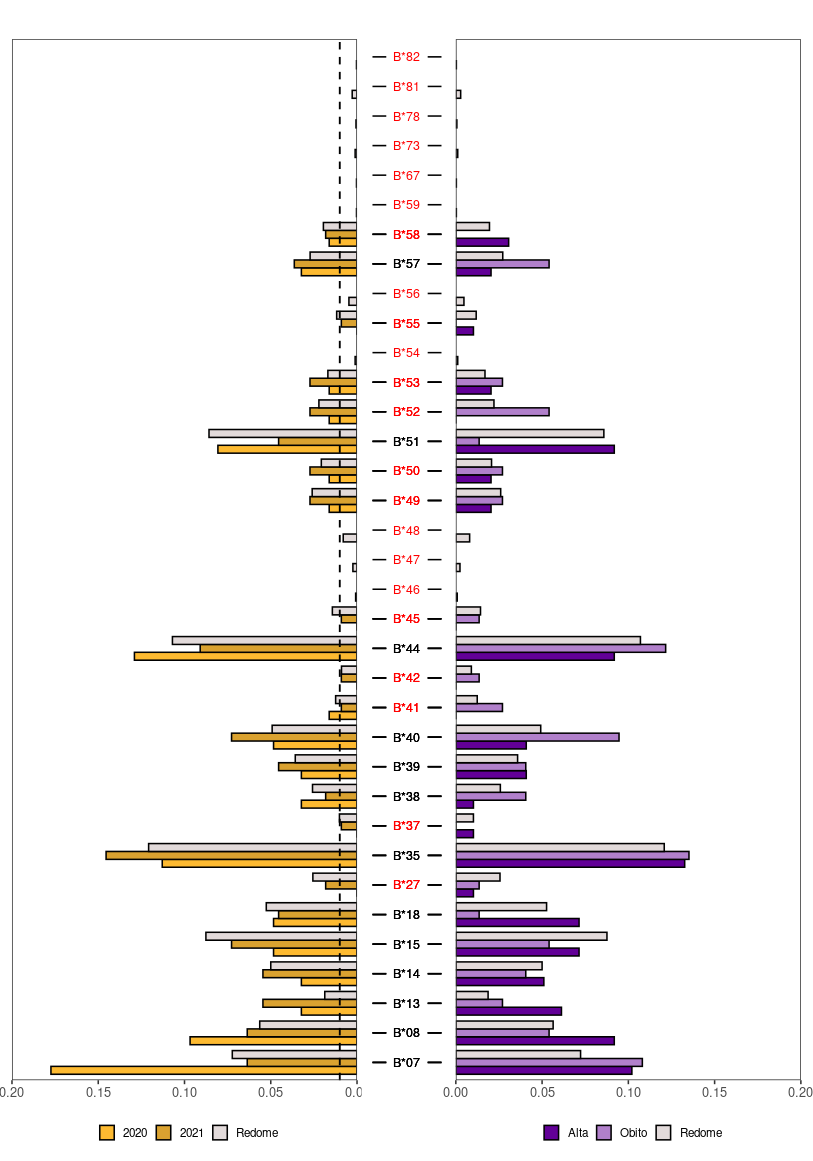 B*82
B*81
B*78
B*73
B*67
B*59
B*58
B*57
B*56
B*55
B*54
B*53
B*52
B*51
B*50
B*49
B*48
B*47
B*46
B*45
B*44
B*42
B*41
B*40
B*39
B*38
B*37
B*35
B*27
B*18
B*15
B*14
B*13
B*08
B*07
0.20 0.15 0.10 0.05 0.0 0.00 0.05 0.10 0.15 0.20
2020 2021 Redome Alta Obito Redome